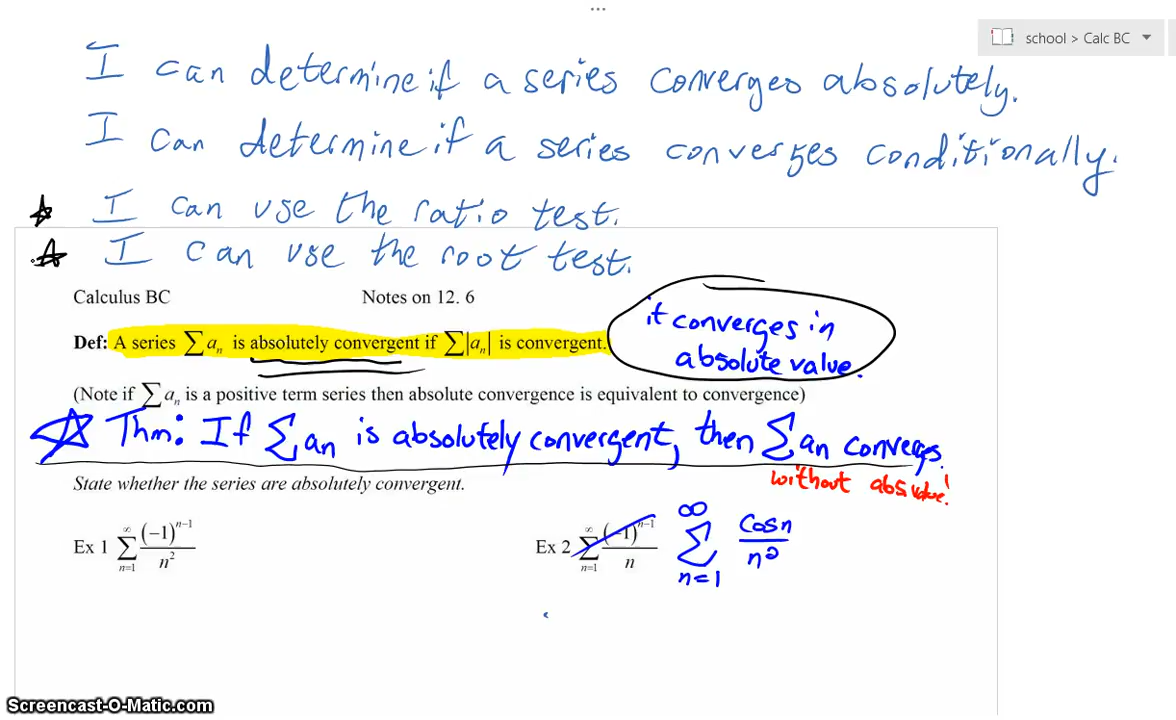 ...
school > Calc BC
I can determine if a series converges absolutely.
I can determine if a series converges conditionally.
I can use the ratio test.
I can use the root test.
Calculus BC Notes on 12. 6
Def: A series ∑ aₙ is absolutely convergent if ∑|aₙ| is convergent.
it converges in
absolute value.
(Note if ∑ aₙ is a positive term series then absolute convergence is equivalent to convergence)
Thm: If ∑ an is absolutely convergent, then ∑ an converges.
without abs value!
State whether the series are absolutely convergent.
Ex 1 ∑_{n=1}^{∞} (-1)^{n-1}/n²
Ex 2 ∑_{n=1}^{∞} (-1)^{n-1}/n ∑_{n=1}^{∞} cosn/n²
Screencast-O-Matic.com